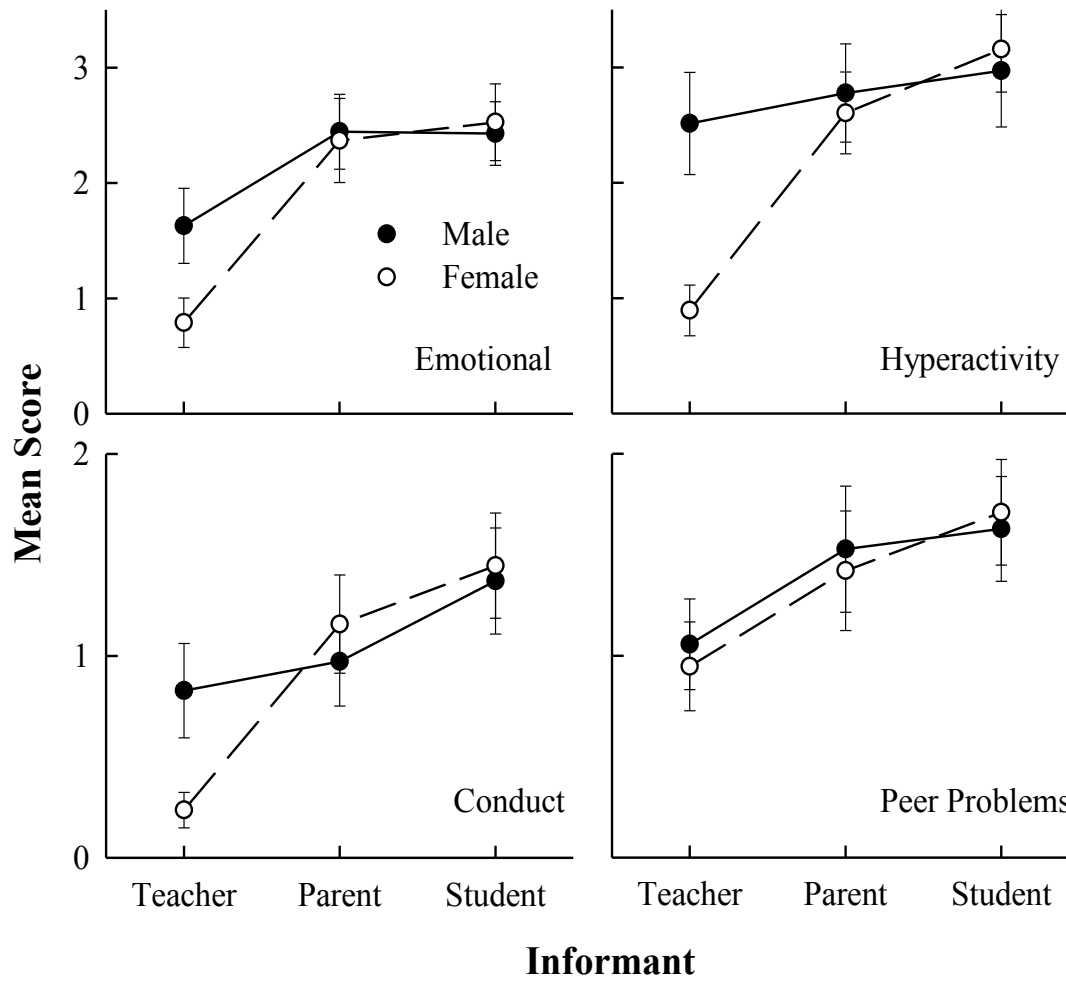 3
2
1
0
Male
Female
Emotional
Hyperactivity
Mean Score
2
1
0
Conduct
Peer Problems
Teacher Parent Student Teacher Parent Student
Informant